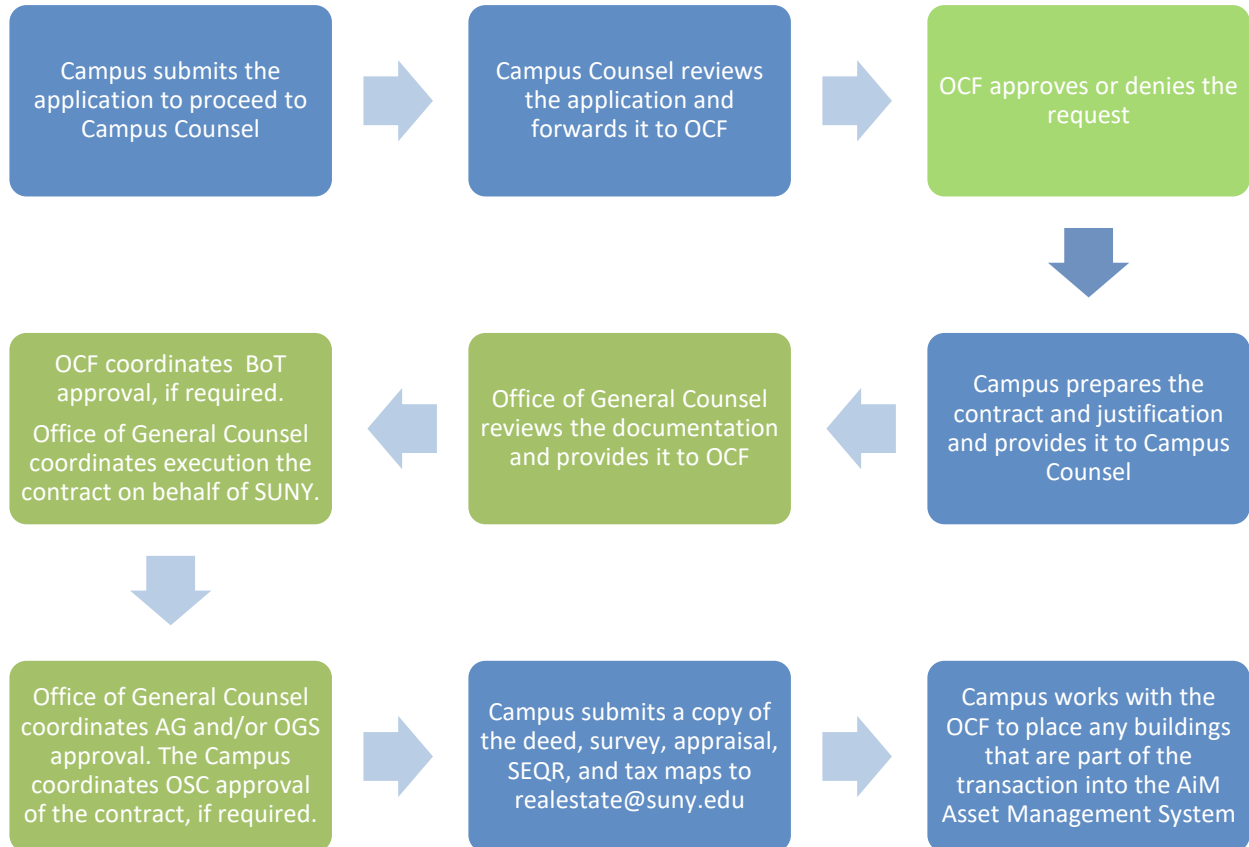 Campus submits the
application to proceed to
Campus Counsel
Campus Counsel reviews
the application and
forwards it to OCF
OCF approves or denies the
request
Campus prepares the
contract and justification
and provides it to Campus
Counsel
Office of General Counsel
reviews the documentation
and provides it to OCF
OCF coordinates  BoT
approval, if required.
Office of General Counsel
coordinates execution the
contract on behalf of SUNY.
Office of General Counsel
coordinates AG and/or OGS
approval. The Campus
coordinates OSC approval
of the contract, if required.
Campus submits a copy of
the deed, survey, appraisal,
SEQR, and tax maps to
realestate@suny.edu
Campus works with the
OCF to place any buildings
that are part of the
transaction into the AiM
Asset Management System